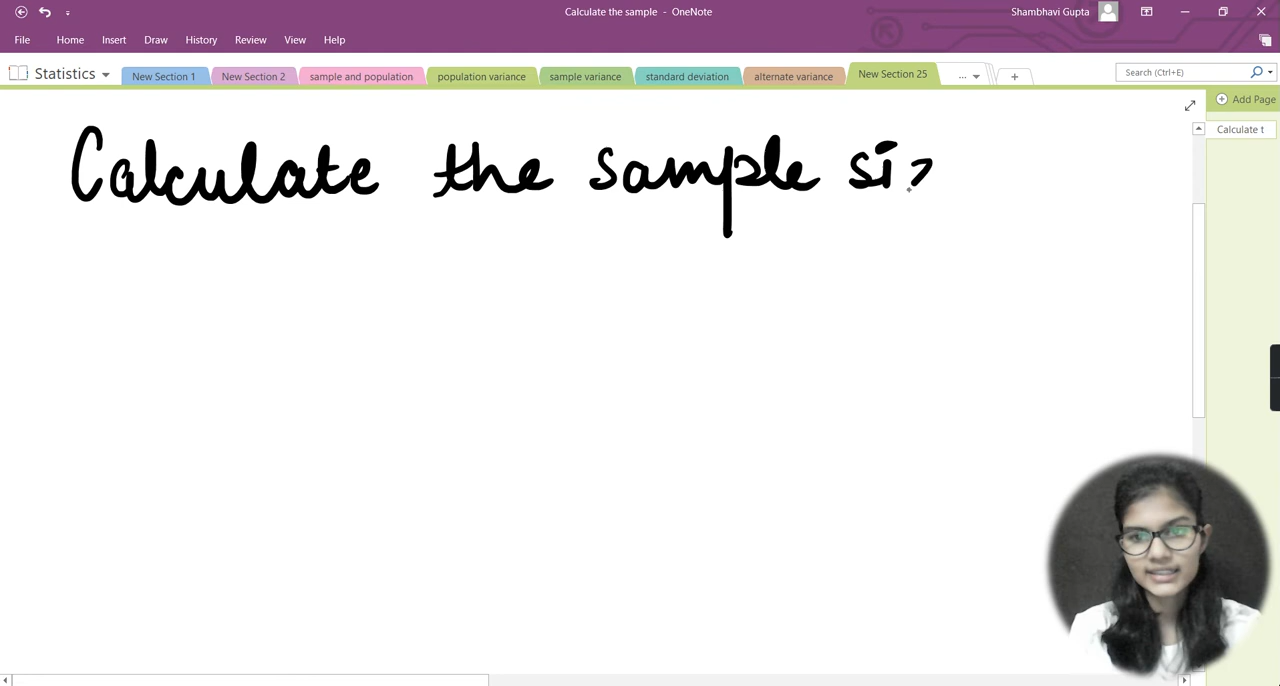 Calculate the sample - OneNote
Shambhavi Gupta
File Home Insert Draw History Review View Help
Statistics
New Section 1
New Section 2
sample and population
population variance
sample variance
standard deviation
alternate variance
New Section 25
...
+
Search (Ctrl+E)
Add Page
Calculate t
Calculate the sample siz